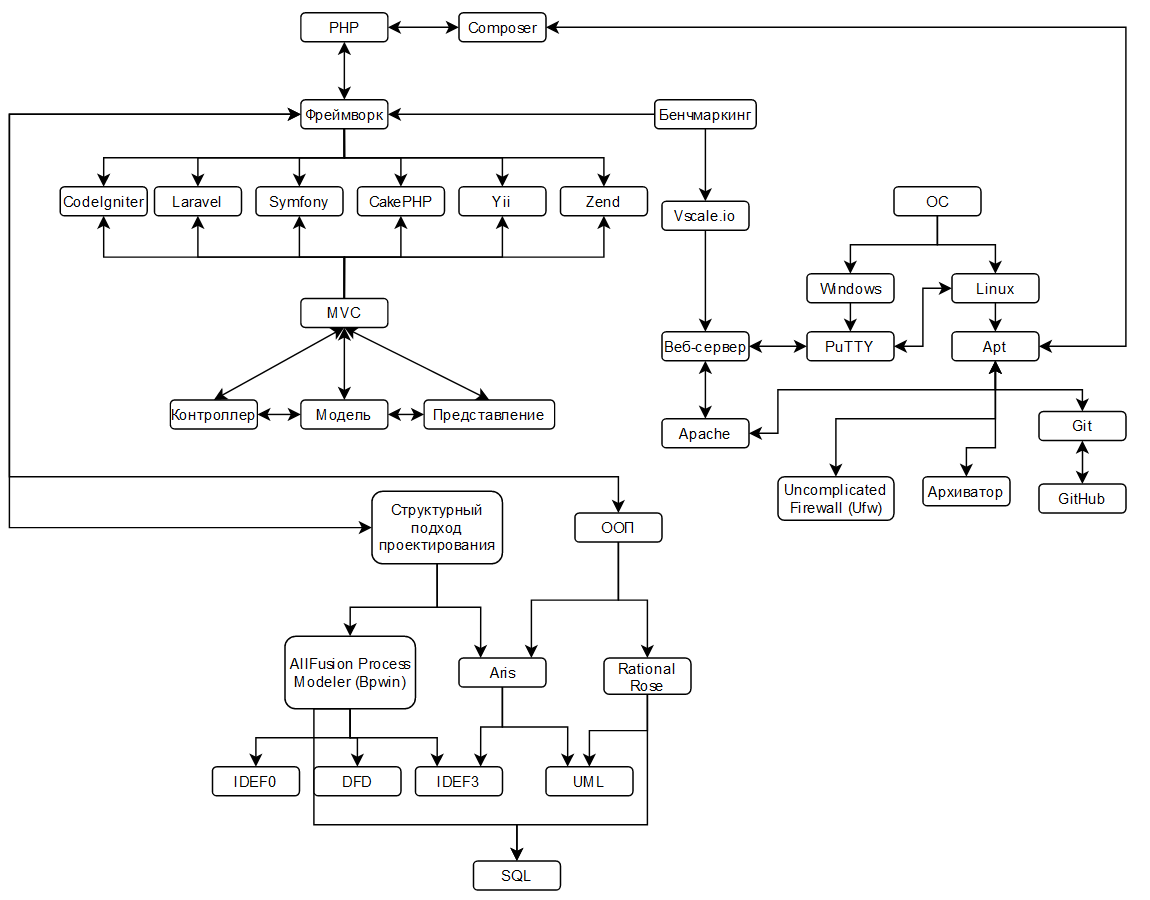 PHP
Composer
Фреймворк
Бенчмаркинг
CodeIgniter
Laravel
Symfony
CakePHP
Yii
Zend
Vscale.io
ОС
Windows
Linux
MVC
Веб-сервер
PuTTY
Apt
Контроллер
Модель
Представление
Apache
Git
Uncomplicated
Firewall (Ufw)
Архиватор
GitHub
Структурный
подход
проектирования
ООП
AllFusion Process
Modeler (Bpwin)
Aris
Rational
Rose
IDEF0
DFD
IDEF3
UML
SQL